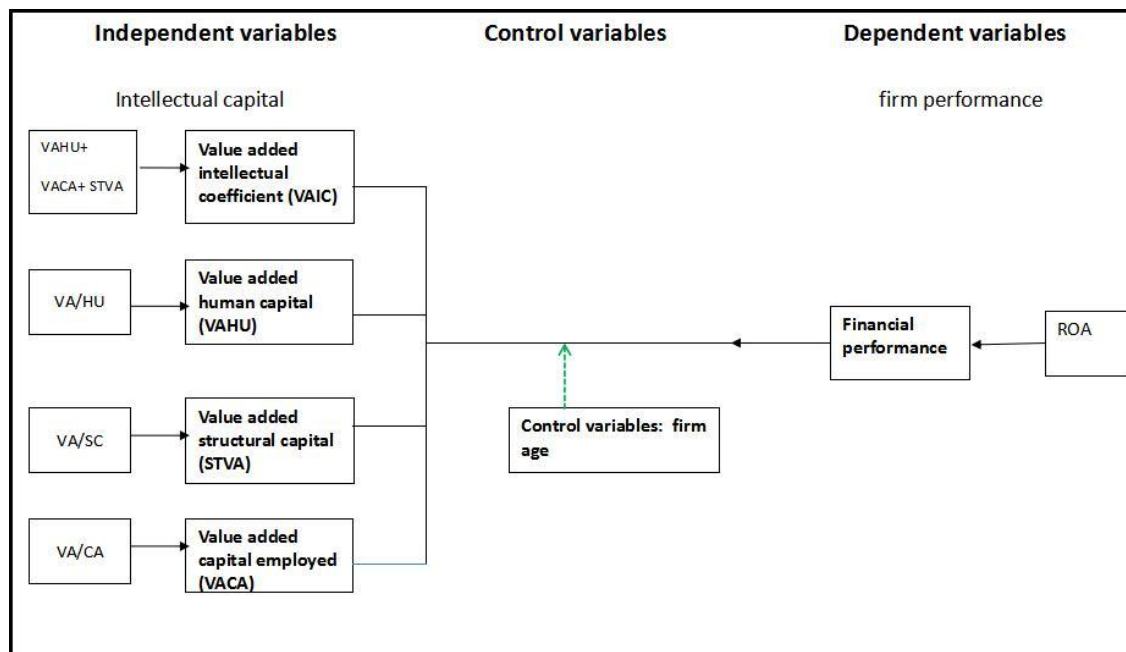 Independent variables
Control variables
Dependent variables
Intellectual capital
firm performance
VAHU+
VACA+ STVA
Value added
intellectual
coefficient (VAIC)
VA/HU
Value added
human capital
(VAHU)
Financial
performance
ROA
VA/SC
Value added
structural capital
(STVA)
Control variables:  firm
age
VA/CA
Value added
capital employed
(VACA)